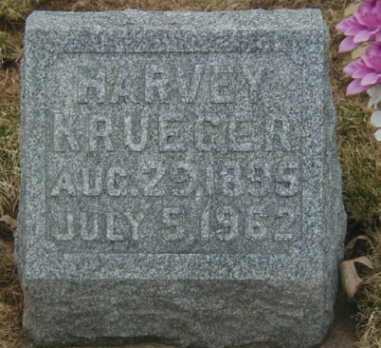 HARVEY
KRUEGER
AUG. 29, 1895
JULY 5, 1962